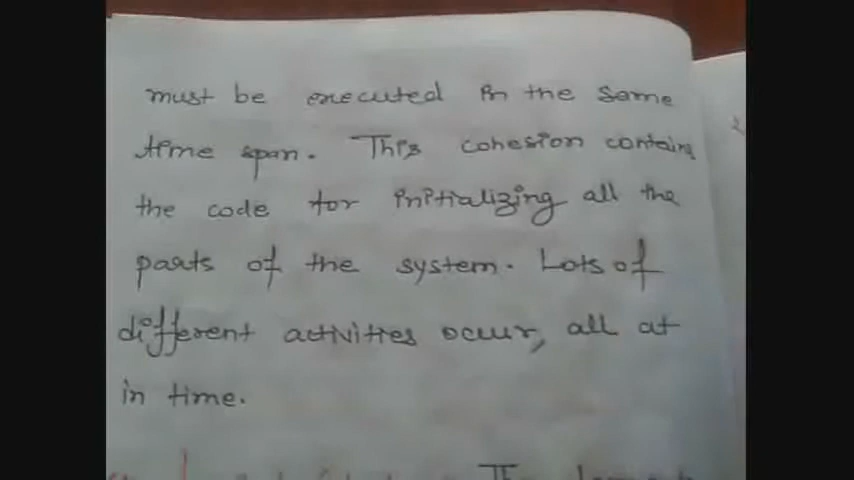 must be executed in the same
time span. This cohesion contains
the code for initializing all the
parts of the system. Lots of
different activities occur, all at
in time.